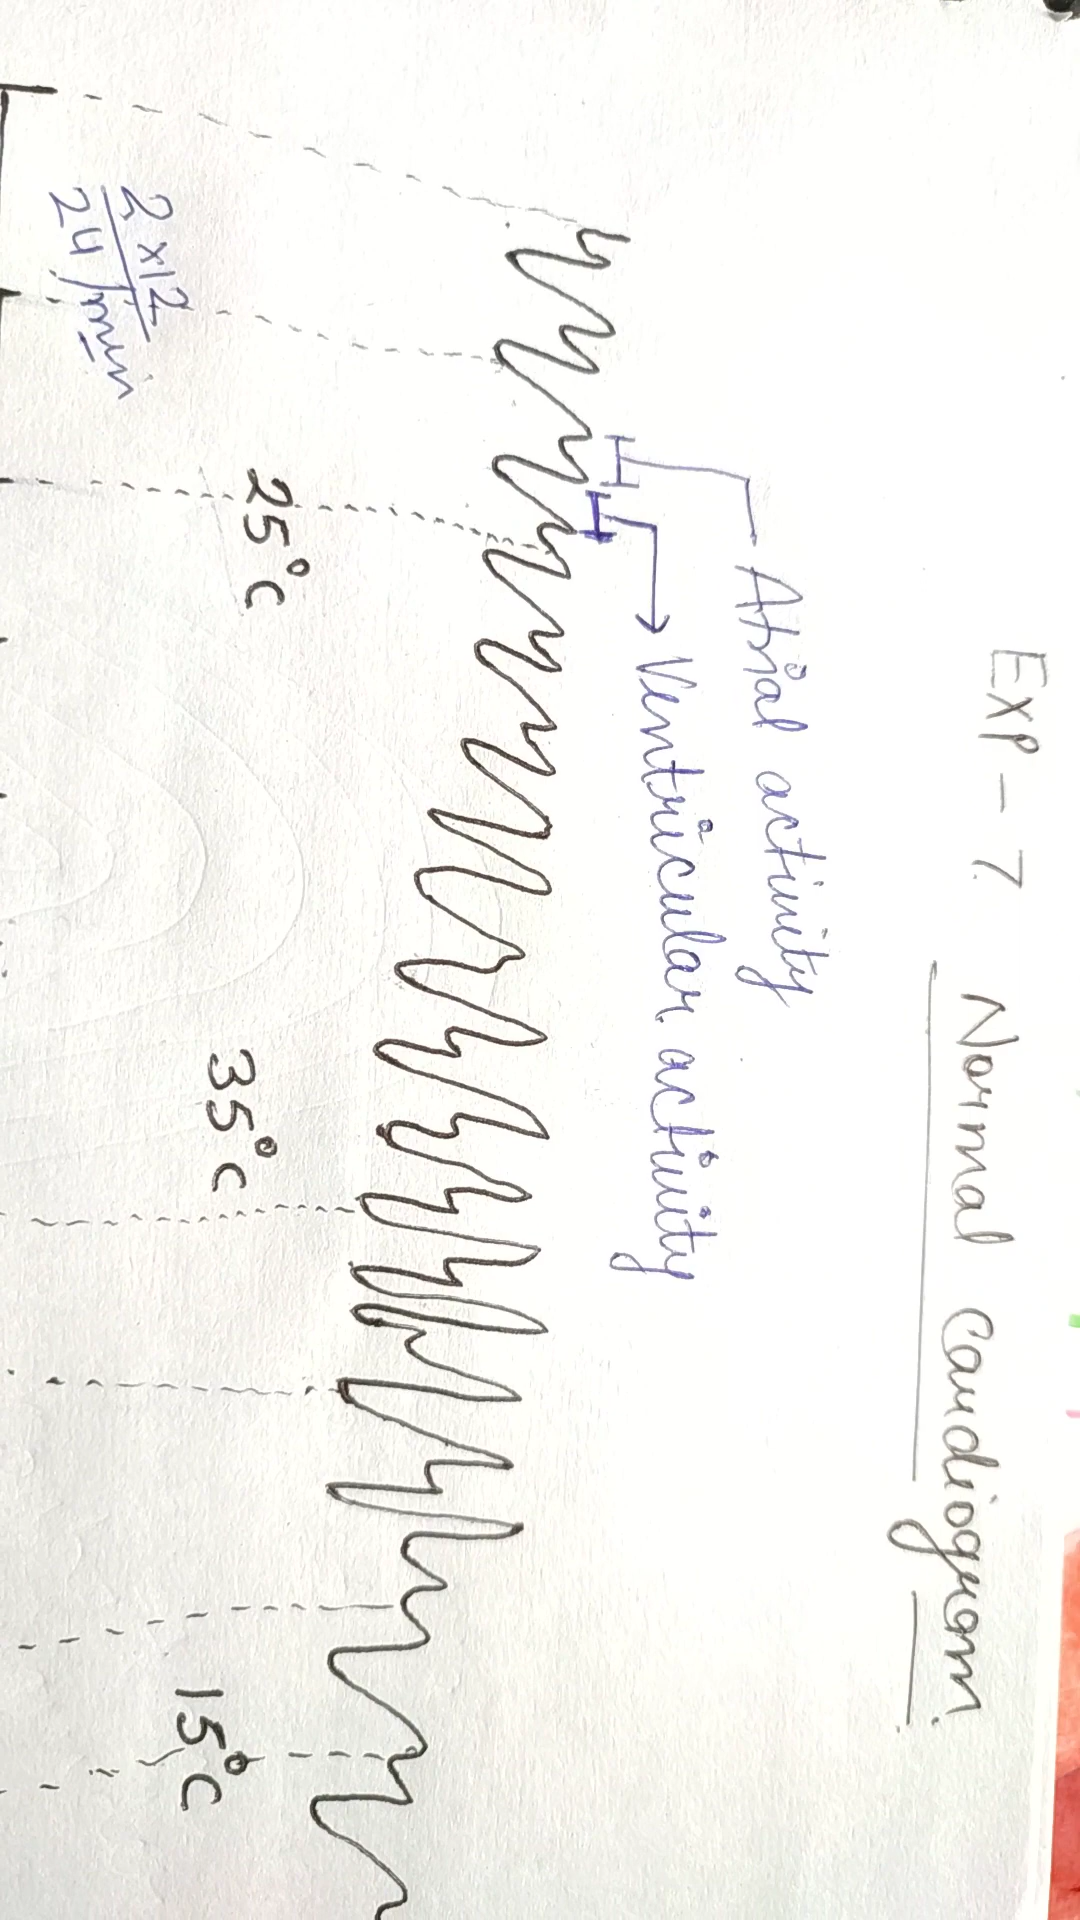 Exp - 7 Normal Cardiogram.
Atrial activity
Ventricular activity
25°C
35°C
15°C
2 x 12
24 / min